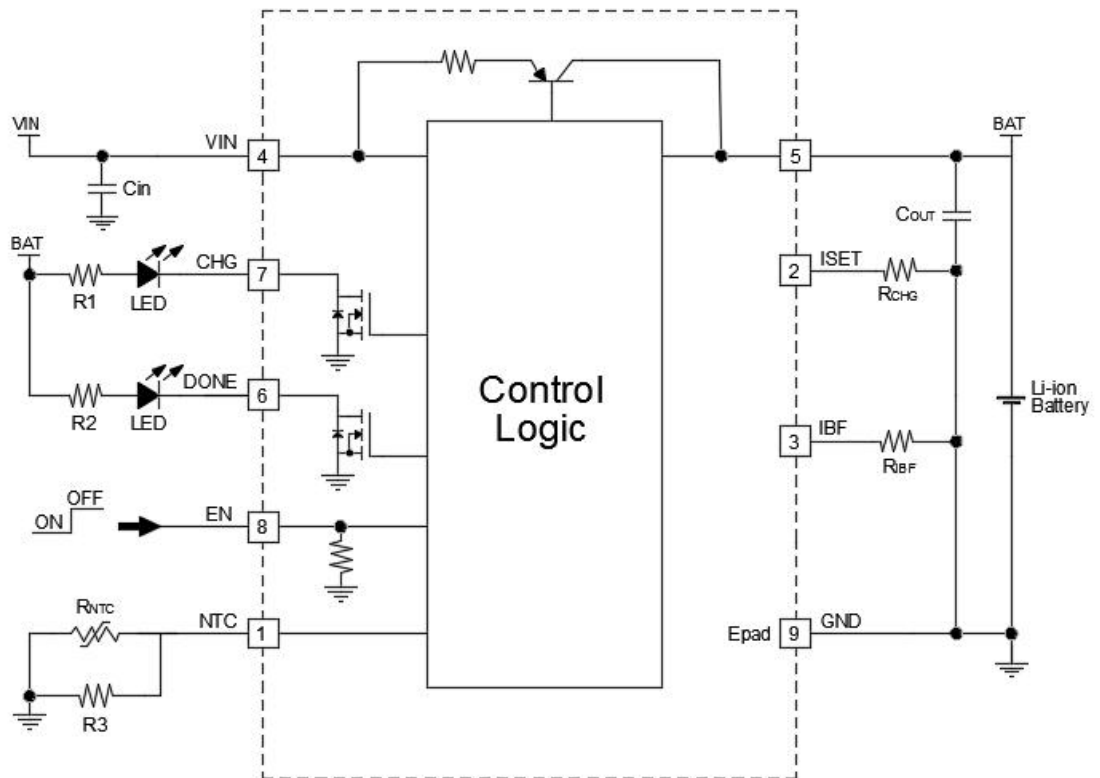 VIN
VIN
4
Cin
5
BAT
COUT
BAT
R1
LED
CHG
7
2
ISET
RCHG
R2
LED
DONE
6
Control
Logic
3
IBF
RIBF
Li-ion
Battery
ON
OFF
EN
8
RNTC
NTC
1
R3
Epad
9
GND